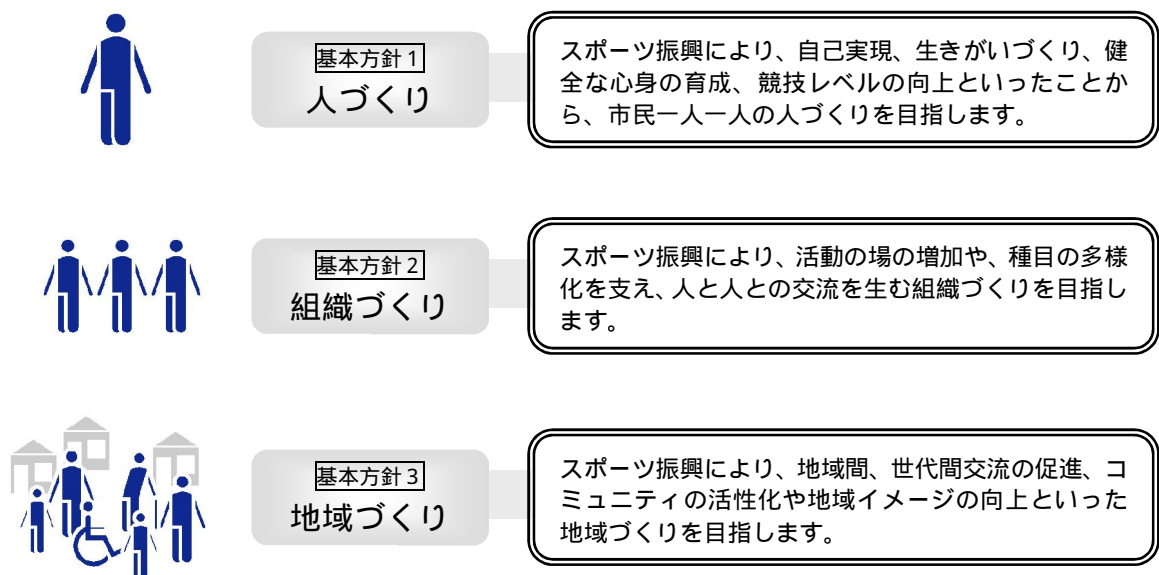 基本方針1
人づくり
スポーツ振興により、自己実現、生きがいづくり、健
全な心身の育成、競技レベルの向上といったことか
ら、市民一人一人の人づくりを目指します。
基本方針2
組織づくり
スポーツ振興により、活動の場の増加や、種目の多様
化を支え、人と人との交流を生む組織づくりを目指し
ます。
基本方針3
地域づくり
スポーツ振興により、地域間、世代間交流の促進、コ
ミュニティの活性化や地域イメージの向上といった
地域づくりを目指します。